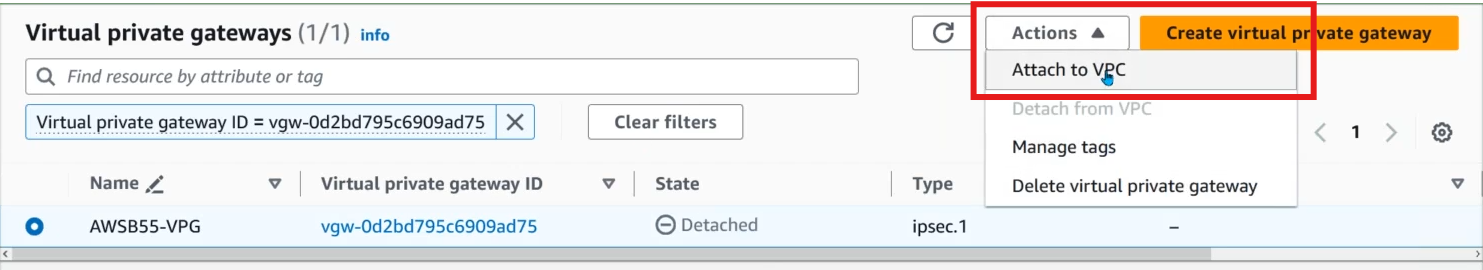 Virtual private gateways (1/1) info
Actions
Create virtual private gateway
Find resource by attribute or tag
Attach to VPC
Detach from VPC
Manage tags
Delete virtual private gateway
Virtual private gateway ID = vgw-0d2bd795c6909ad75
Clear filters
1
Name
Virtual private gateway ID
State
Type
AWSB55-VPG
vgw-0d2bd795c6909ad75
Detached
ipsec.1
–